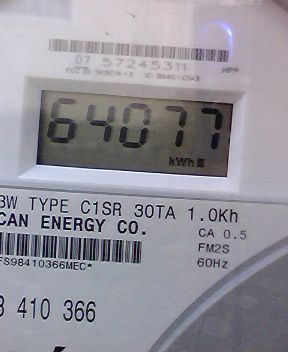 07 57245311
HPP
64077
kWh
3W TYPE C1SR 30TA 1.0Kh
CAN ENERGY CO.
CA 0.5
FM2S
60Hz
FS98410366MEC*
410 366